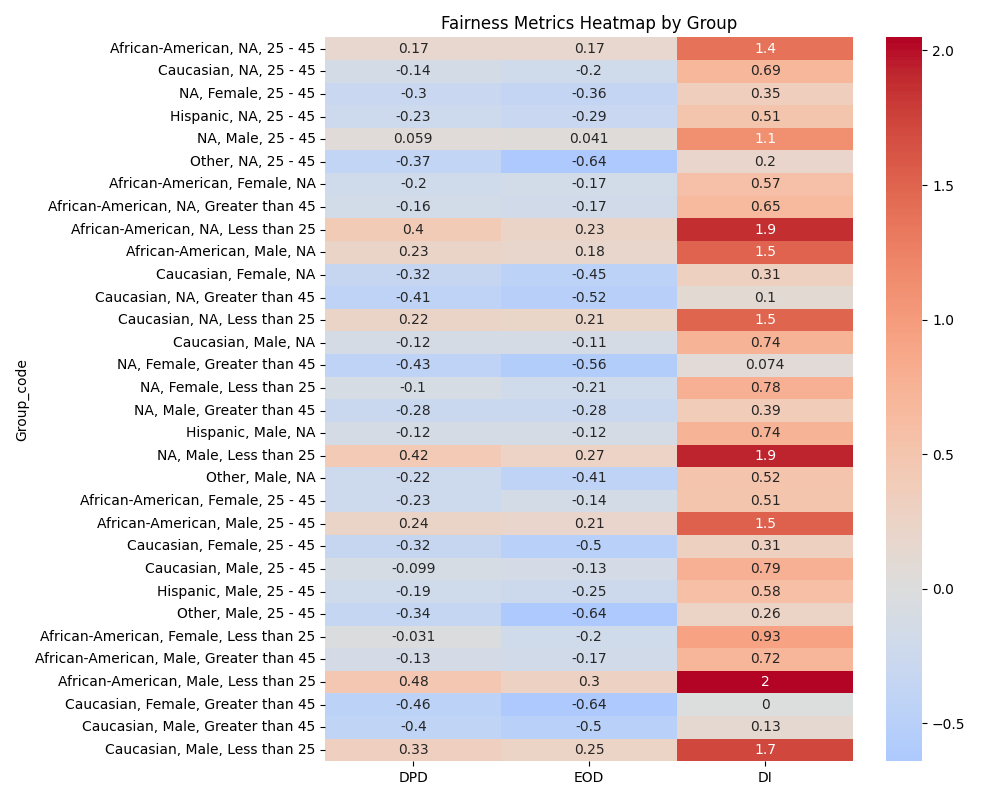 Fairness Metrics Heatmap by Group
African-American, NA, 25 - 45 0.17 0.17 1.4
Caucasian, NA, 25 - 45 -0.14 -0.2 0.69
NA, Female, 25 - 45 -0.3 -0.36 0.35
Hispanic, NA, 25 - 45 -0.23 -0.29 0.51
NA, Male, 25 - 45 0.059 0.041 1.1
Other, NA, 25 - 45 -0.37 -0.64 0.2
African-American, Female, NA -0.2 -0.17 0.57
African-American, NA, Greater than 45 -0.16 -0.17 0.65
African-American, NA, Less than 25 0.4 0.23 1.9
African-American, Male, NA 0.23 0.18 1.5
Caucasian, Female, NA -0.32 -0.45 0.31
Caucasian, NA, Greater than 45 -0.41 -0.52 0.1
Caucasian, NA, Less than 25 0.22 0.21 1.5
Caucasian, Male, NA -0.12 -0.11 0.74
NA, Female, Greater than 45 -0.43 -0.56 0.074
NA, Female, Less than 25 -0.1 -0.21 0.78
NA, Male, Greater than 45 -0.28 -0.28 0.39
Hispanic, Male, NA -0.12 -0.12 0.74
NA, Male, Less than 25 0.42 0.27 1.9
Other, Male, NA -0.22 -0.41 0.52
African-American, Female, 25 - 45 -0.23 -0.14 0.51
African-American, Male, 25 - 45 0.24 0.21 1.5
Caucasian, Female, 25 - 45 -0.32 -0.5 0.31
Caucasian, Male, 25 - 45 -0.099 -0.13 0.79
Hispanic, Male, 25 - 45 -0.19 -0.25 0.58
Other, Male, 25 - 45 -0.34 -0.64 0.26
African-American, Female, Less than 25 -0.031 -0.2 0.93
African-American, Male, Greater than 45 -0.13 -0.17 0.72
African-American, Male, Less than 25 0.48 0.3 2
Caucasian, Female, Greater than 45 -0.46 -0.64 0
Caucasian, Male, Greater than 45 -0.4 -0.5 0.13
Caucasian, Male, Less than 25 0.33 0.25 1.7
DPD EOD DI
Group_code
2.0
1.5
1.0
0.5
0.0
−0.5